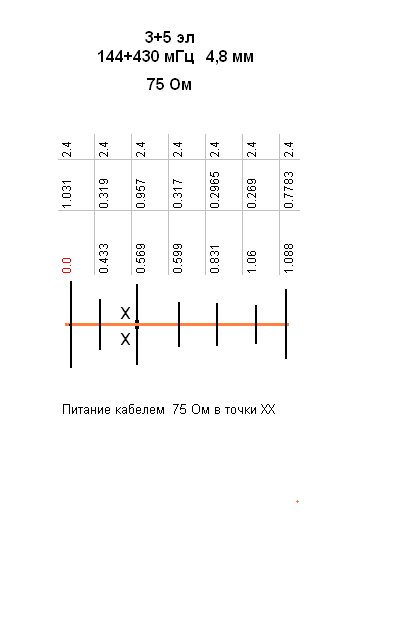 3+5 эл
144+430 мГц 4,8 мм
75 Ом
2.4 2.4 2.4 2.4 2.4 2.4 2.4
1.031 0.319 0.957 0.317 0.2965 0.269 0.7783
0.0 0.433 0.569 0.599 0.831 1.06 1.088
X
X
Питание кабелем 75 Ом в точки XX